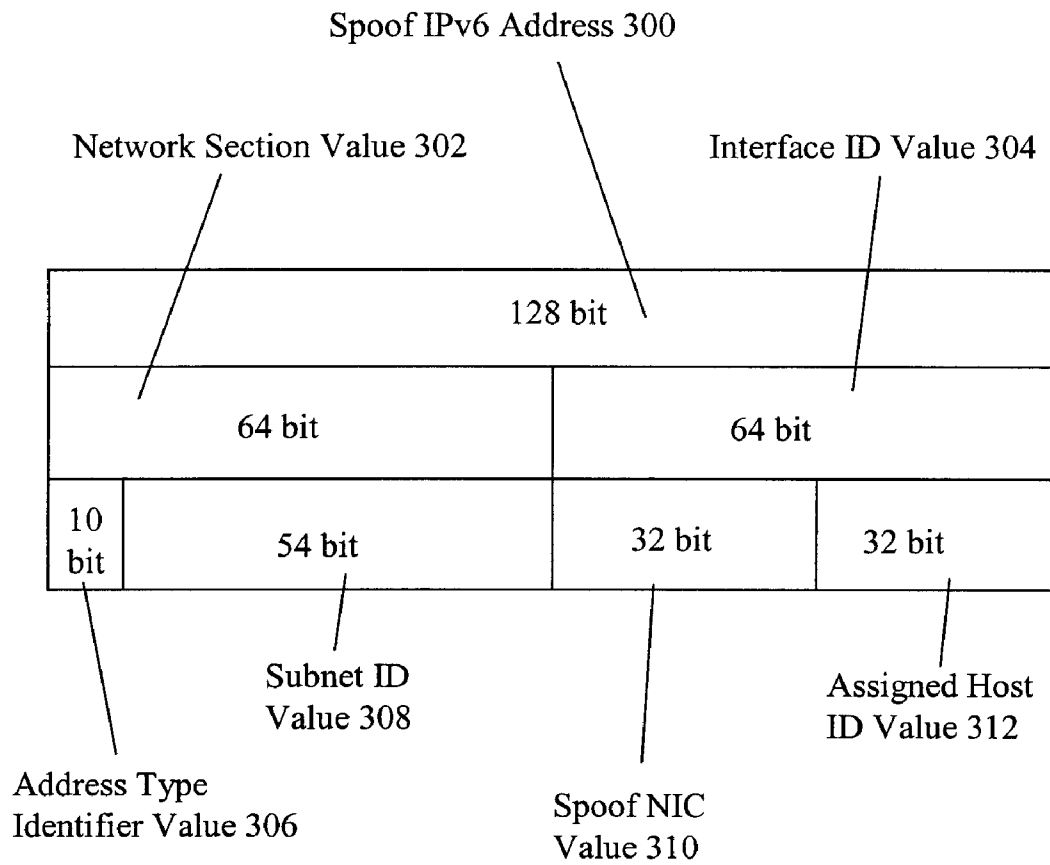 Spoof IPv6 Address 300
Network Section Value 302
Interface ID Value 304
128 bit
64 bit
64 bit
10
bit
54 bit
32 bit
32 bit
Subnet ID
Value 308
Assigned Host
ID Value 312
Address Type
Identifier Value 306
Spoof NIC
Value 310